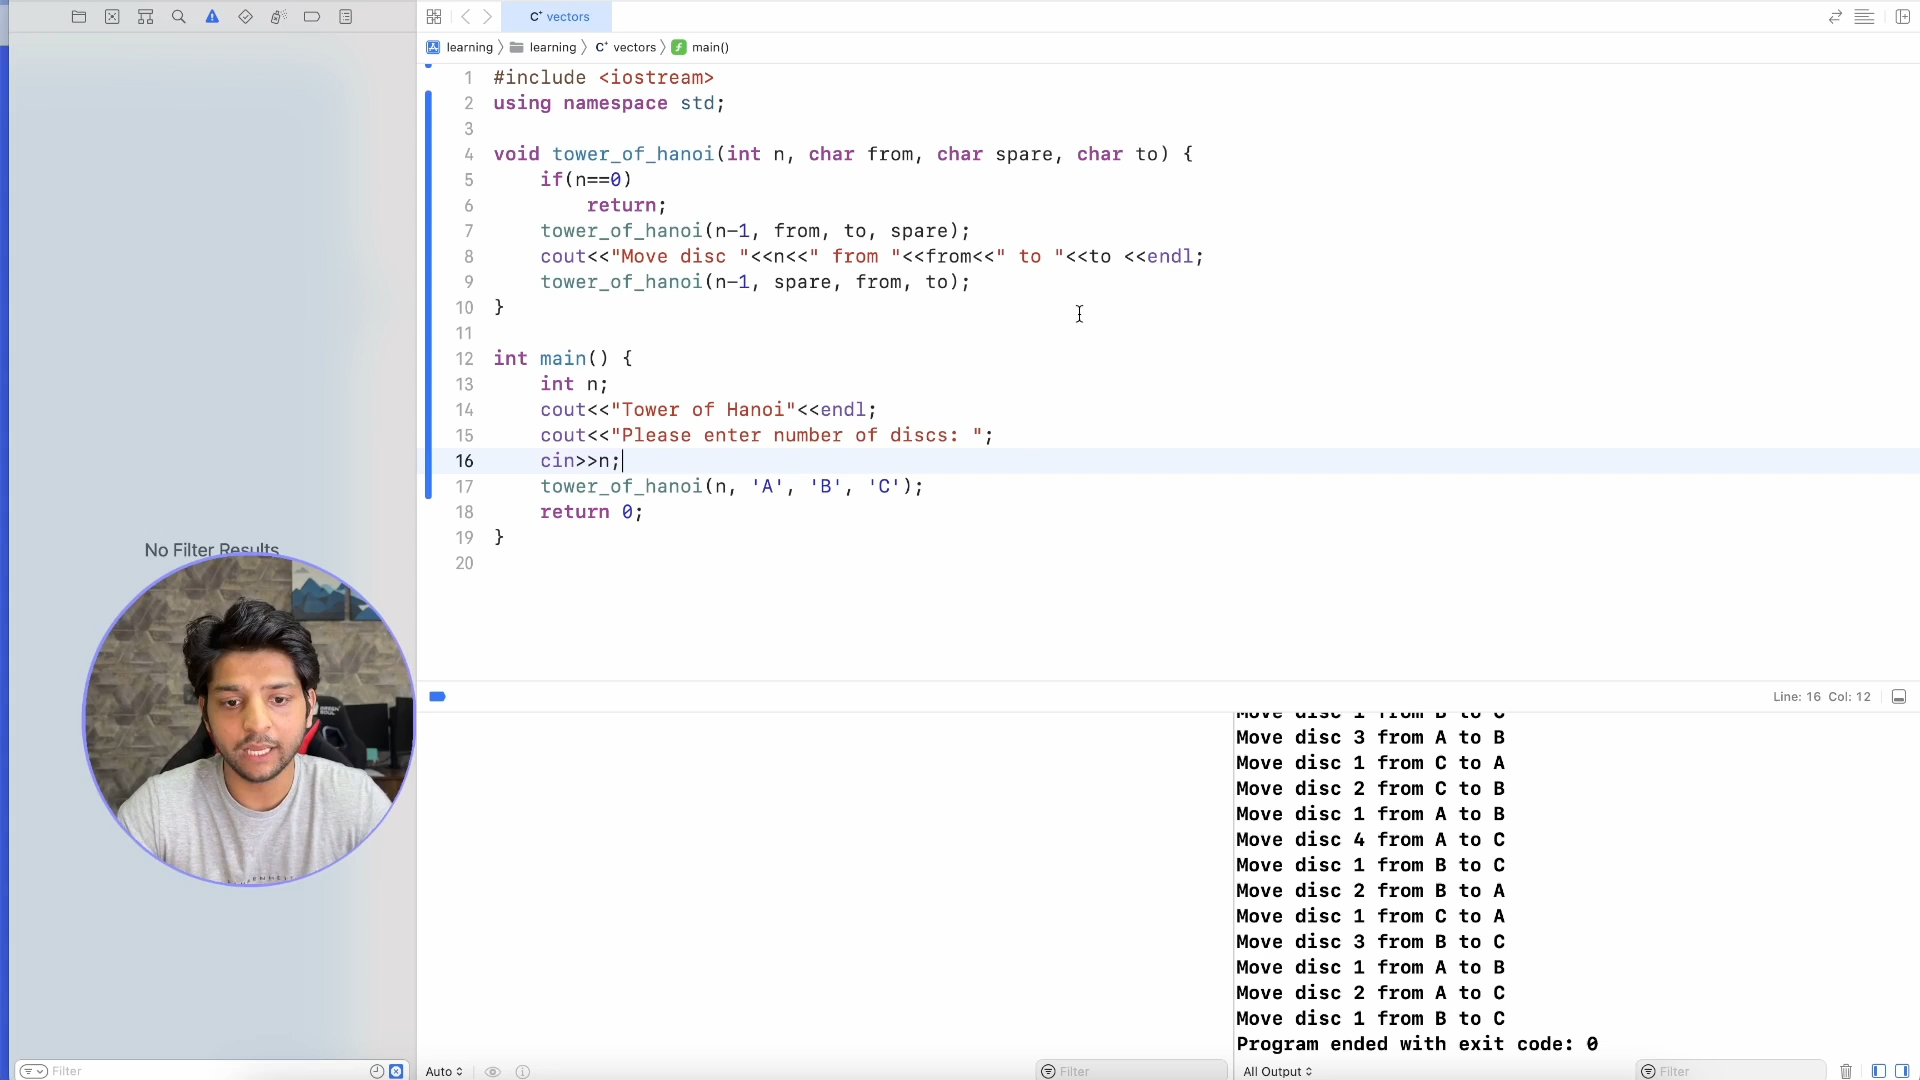 C⁺ vectors
learning 〉 learning 〉 C⁺ vectors 〉 f main()
1 #include <iostream>
2 using namespace std;
3
4 void tower_of_hanoi(int n, char from, char spare, char to) {
5     if(n==0)
6         return;
7     tower_of_hanoi(n-1, from, to, spare);
8     cout<<"Move disc "<<n<<" from "<<from<<" to "<<to <<endl;
9     tower_of_hanoi(n-1, spare, from, to);
10 }
11
12 int main() {
13     int n;
14     cout<<"Tower of Hanoi"<<endl;
15     cout<<"Please enter number of discs: ";
16     cin>>n;
17     tower_of_hanoi(n, 'A', 'B', 'C');
18     return 0;
19 }
20
No Filter Results
Line: 16 Col: 12
Move disc 1 from B to C
Move disc 3 from A to B
Move disc 1 from C to A
Move disc 2 from C to B
Move disc 1 from A to B
Move disc 4 from A to C
Move disc 1 from B to C
Move disc 2 from B to A
Move disc 1 from C to A
Move disc 3 from B to C
Move disc 1 from A to B
Move disc 2 from A to C
Move disc 1 from B to C
Program ended with exit code: 0
Filter
Auto
Filter
All Output
Filter